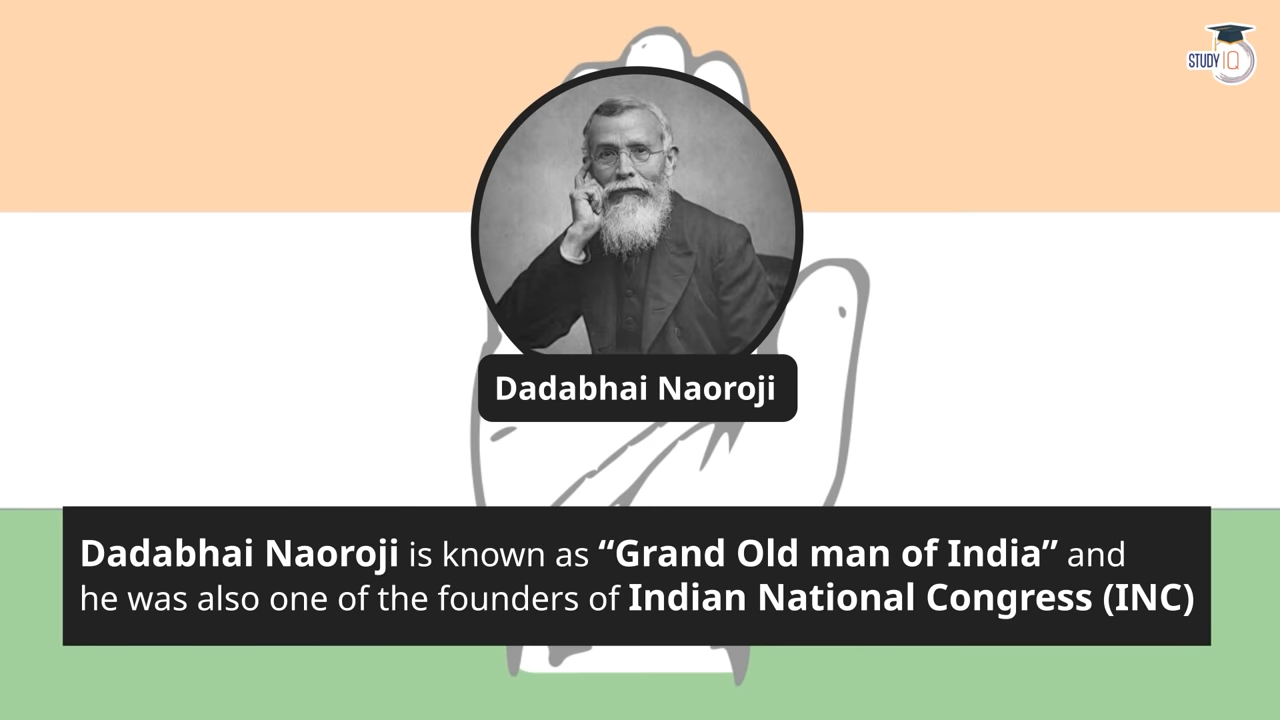 STUDY IQ
Dadabhai Naoroji
Dadabhai Naoroji is known as “Grand Old man of India” and
he was also one of the founders of Indian National Congress (INC)